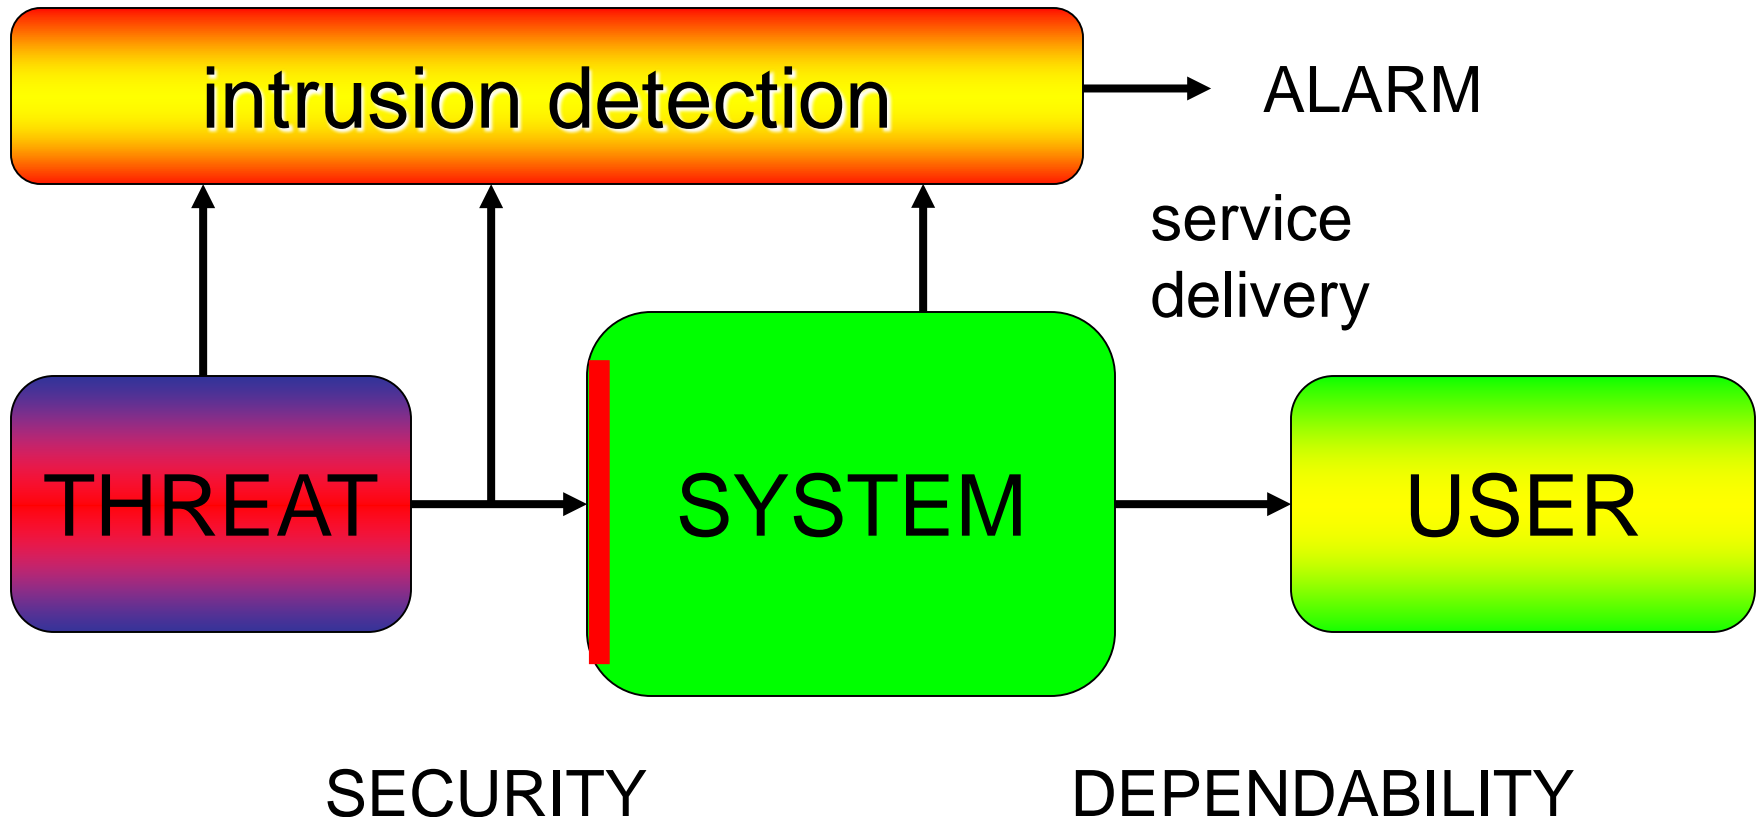 intrusion detection
ALARM
service
delivery
THREAT
SYSTEM
USER
SECURITY
DEPENDABILITY